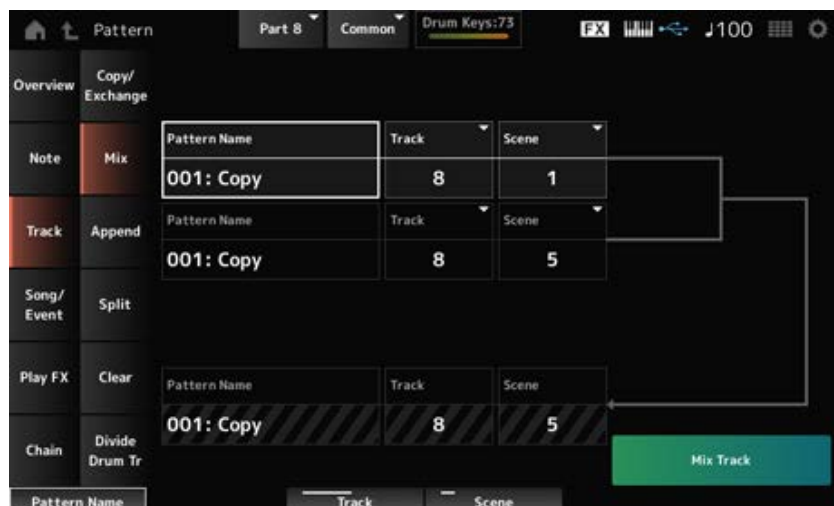 Pattern
Part 8
Common
Drum Keys:73
FX
♩100
Overview
Copy/
Exchange
Note
Mix
Track
Append
Song/
Event
Split
Play FX
Clear
Chain
Divide
Drum Tr
Pattern Name
Track
Scene
001: Copy
8
1
Pattern Name
Track
Scene
001: Copy
8
5
Pattern Name
Track
Scene
001: Copy
8
5
Mix Track
Pattern Name
Track
Scene